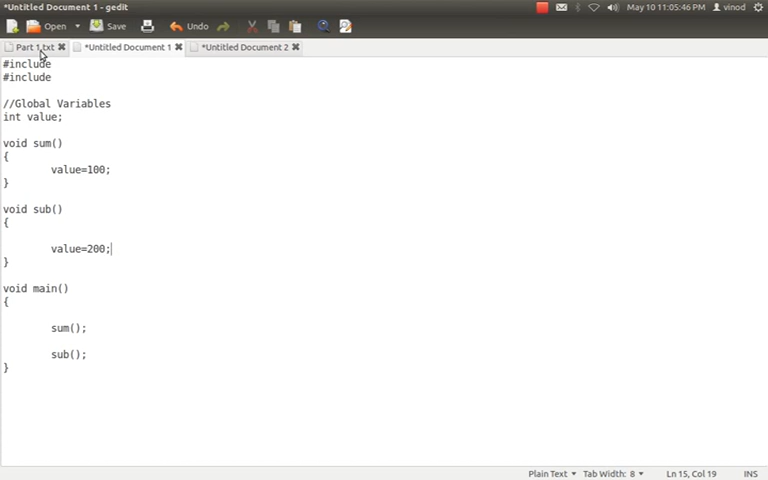 *Untitled Document 1 - gedit
May 10 11:05:46 PM vinod
Open Save Undo
Part 1.txt *Untitled Document 1 *Untitled Document 2
#include
#include
//Global Variables
int value;
void sum()
{
value=100;
}
void sub()
{
value=200;
}
void main()
{
sum();
sub();
}
Plain Text Tab Width: 8 Ln 15, Col 19 INS